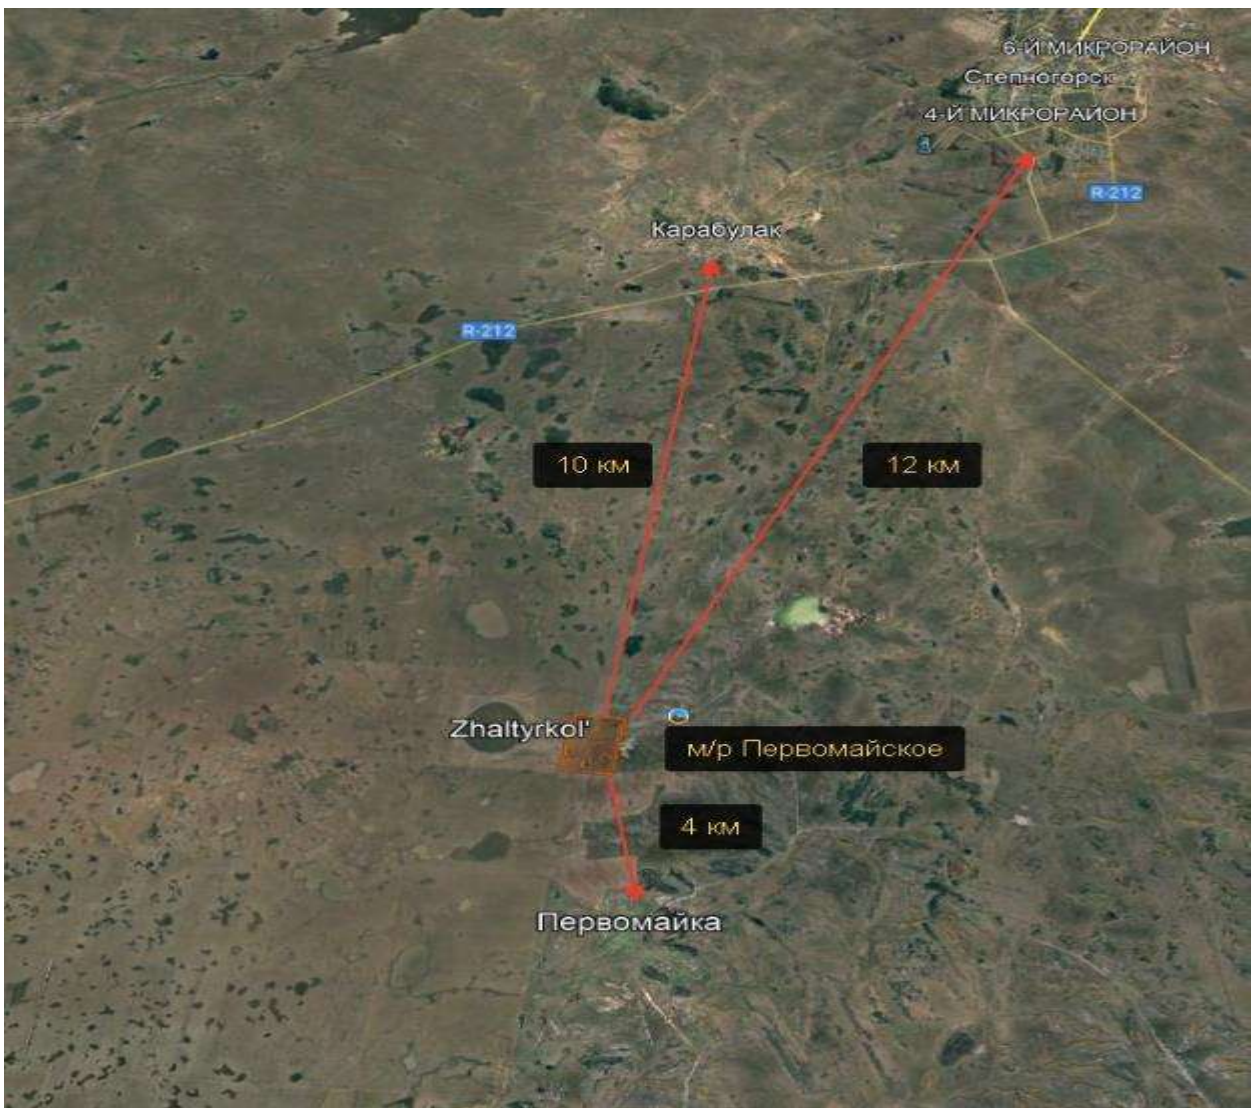 6-Й МИКРОРАЙОН
Степногорск
4-Й МИКРОРАЙОН
R-212
Карабулак
R-212
10 км
12 км
Zhaltyrkol'
м/р Первомайское
4 км
Первомайка